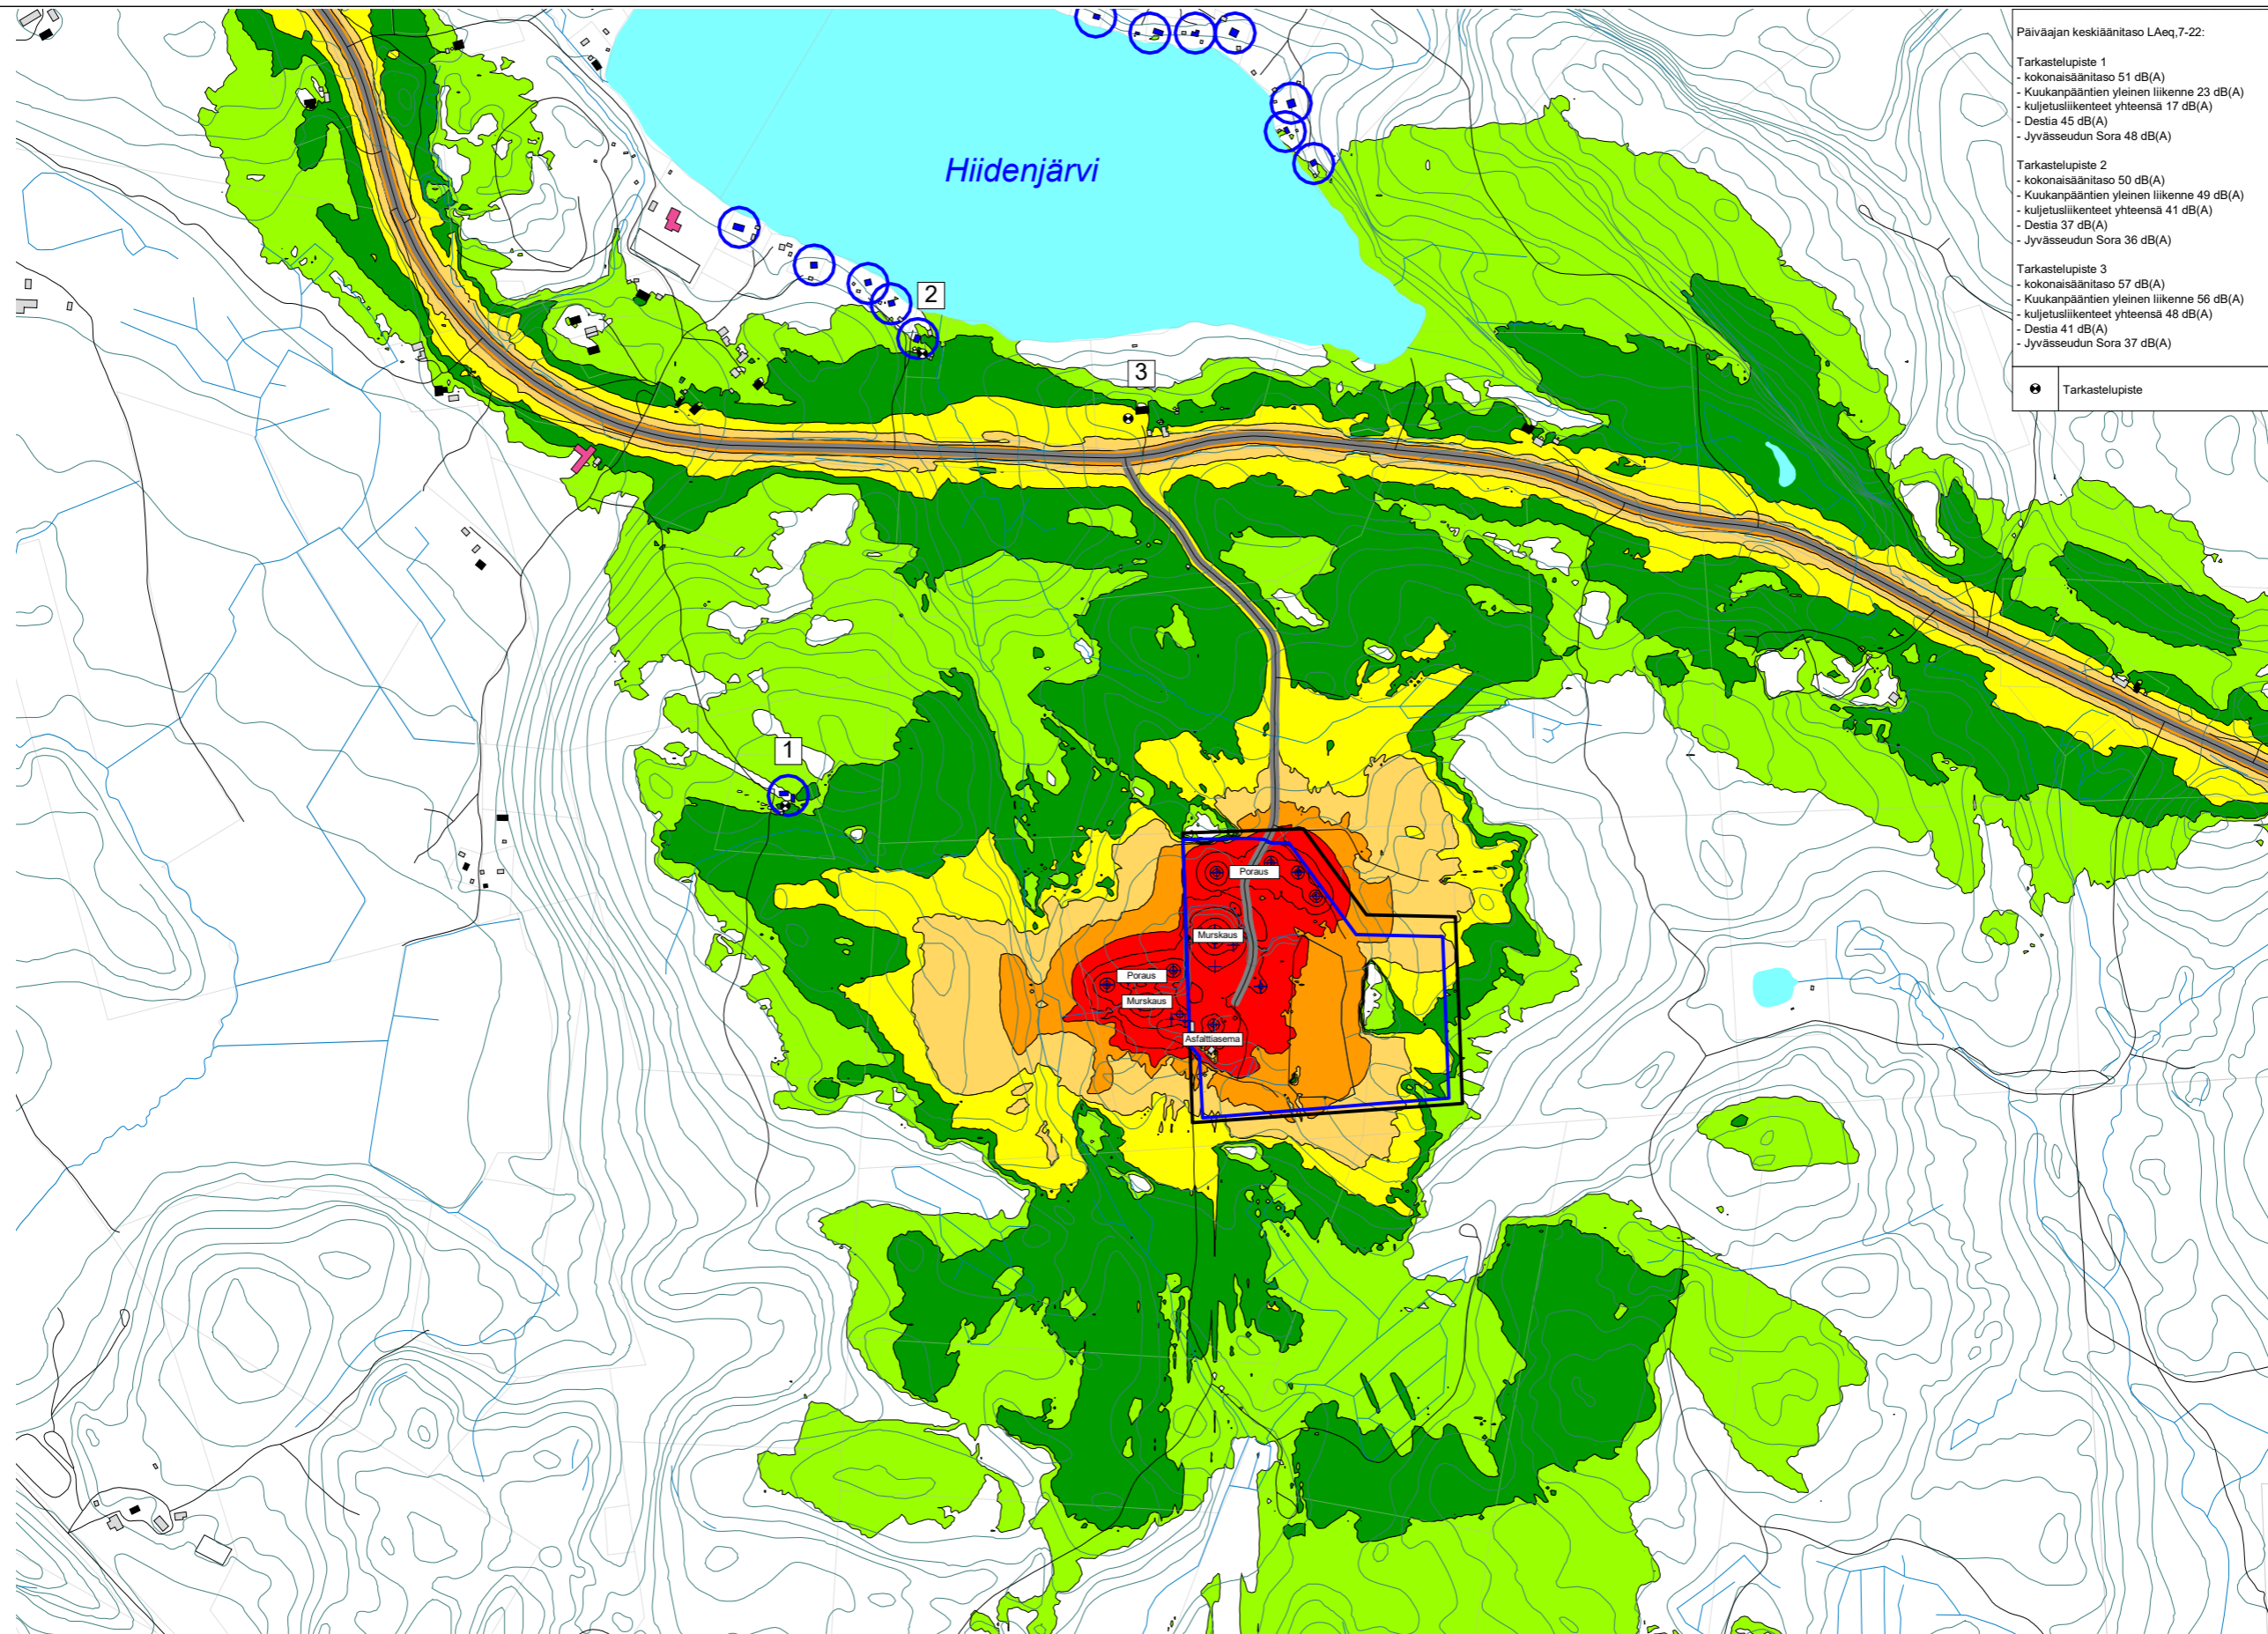 Päiväajan keskiäänitaso LAeq,7-22:
Tarkastelupiste 1
- kokonaisäänitaso 51 dB(A)
- Kuukanpääntien yleinen liikenne 23 dB(A)
- kuljetusliikenteet yhteensä 17 dB(A)
- Destia 45 dB(A)
- Jyvässeudun Sora 48 dB(A)
Tarkastelupiste 2
- kokonaisäänitaso 50 dB(A)
- Kuukanpääntien yleinen liikenne 49 dB(A)
- kuljetusliikenteet yhteensä 41 dB(A)
- Destia 37 dB(A)
- Jyvässeudun Sora 36 dB(A)
Tarkastelupiste 3
- kokonaisäänitaso 57 dB(A)
- Kuukanpääntien yleinen liikenne 56 dB(A)
- kuljetusliikenteet yhteensä 48 dB(A)
- Destia 41 dB(A)
- Jyvässeudun Sora 37 dB(A)
Tarkastelupiste
Hiidenjärvi
2
3
1
Poraus
Murskaus
Poraus
Murskaus
Asfalttiasema